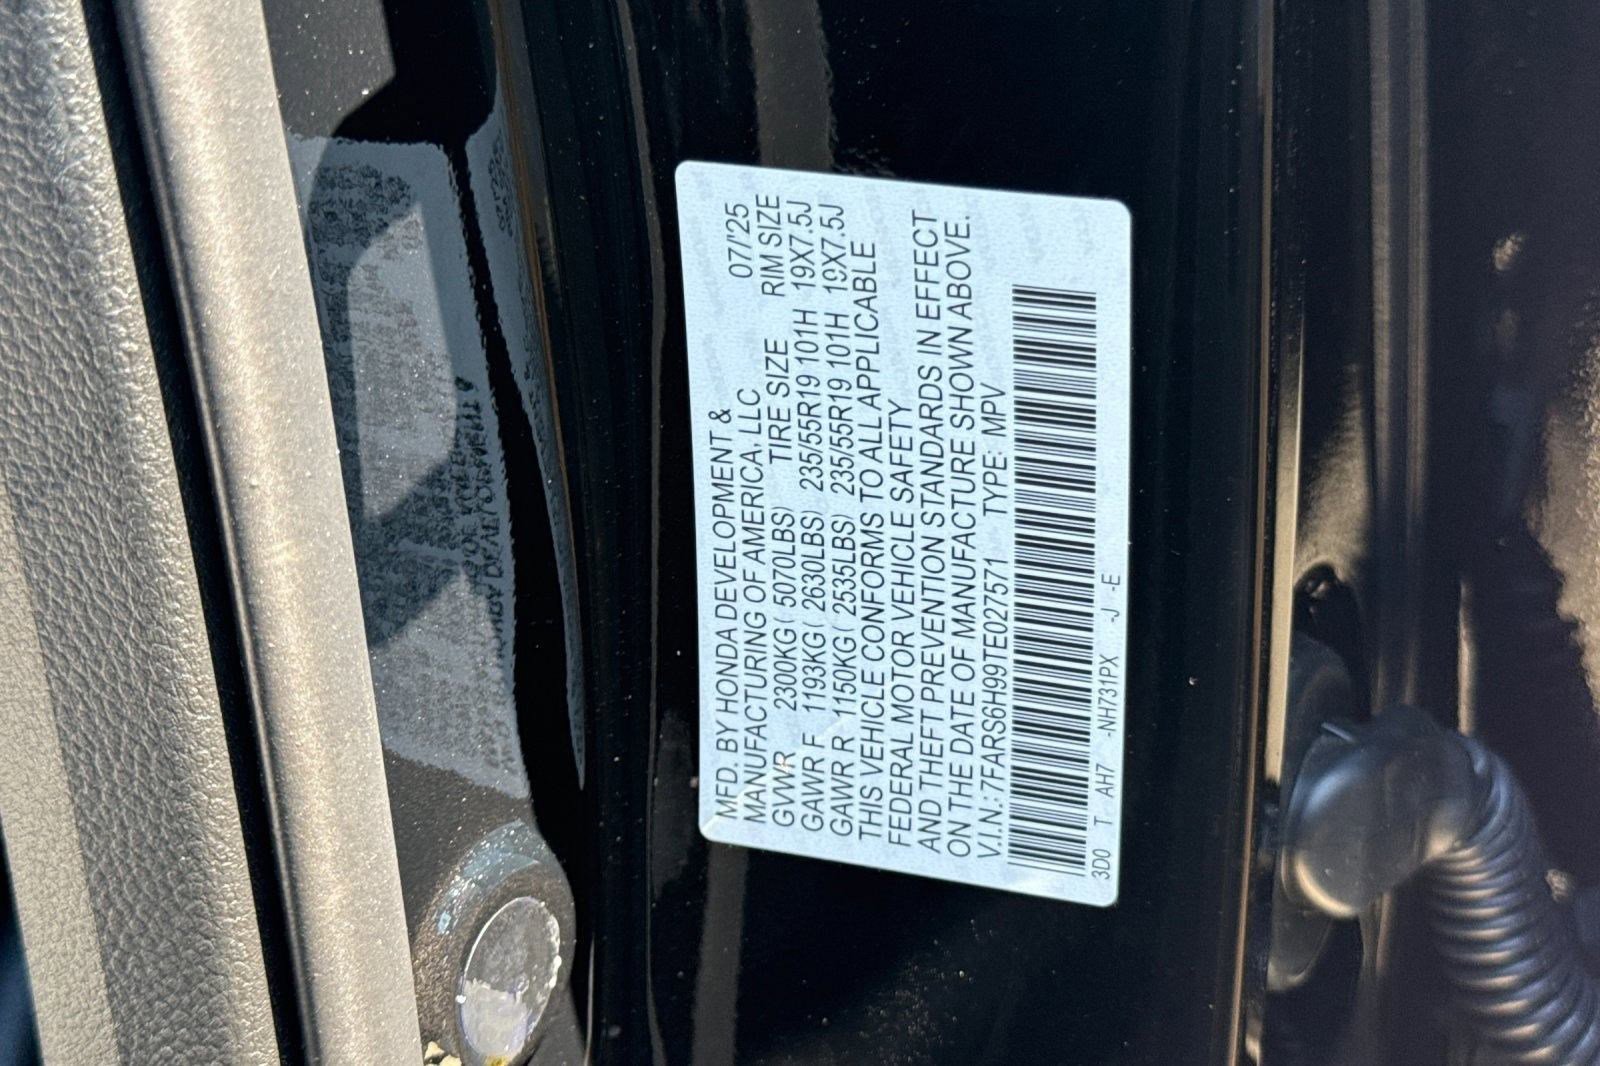 MFD. BY HONDA DEVELOPMENT & 07/'25
MANUFACTURING OF AMERICA, LLC
TIRE SIZE RIM SIZE
GVWR 2300KG ( 5070LBS)
GAWR F 1193KG ( 2630LBS) 235/55R19 101H 19X7.5J
GAWR R 1150KG ( 2535LBS) 235/55R19 101H 19X7.5J
THIS VEHICLE CONFORMS TO ALL APPLICABLE
FEDERAL MOTOR VEHICLE SAFETY
AND THEFT PREVENTION STANDARDS IN EFFECT
ON THE DATE OF MANUFACTURE SHOWN ABOVE.
V.I.N.: 7FARS6H99TE027571 TYPE: MPV
3D0 T AH7 -NH731PX -J -E